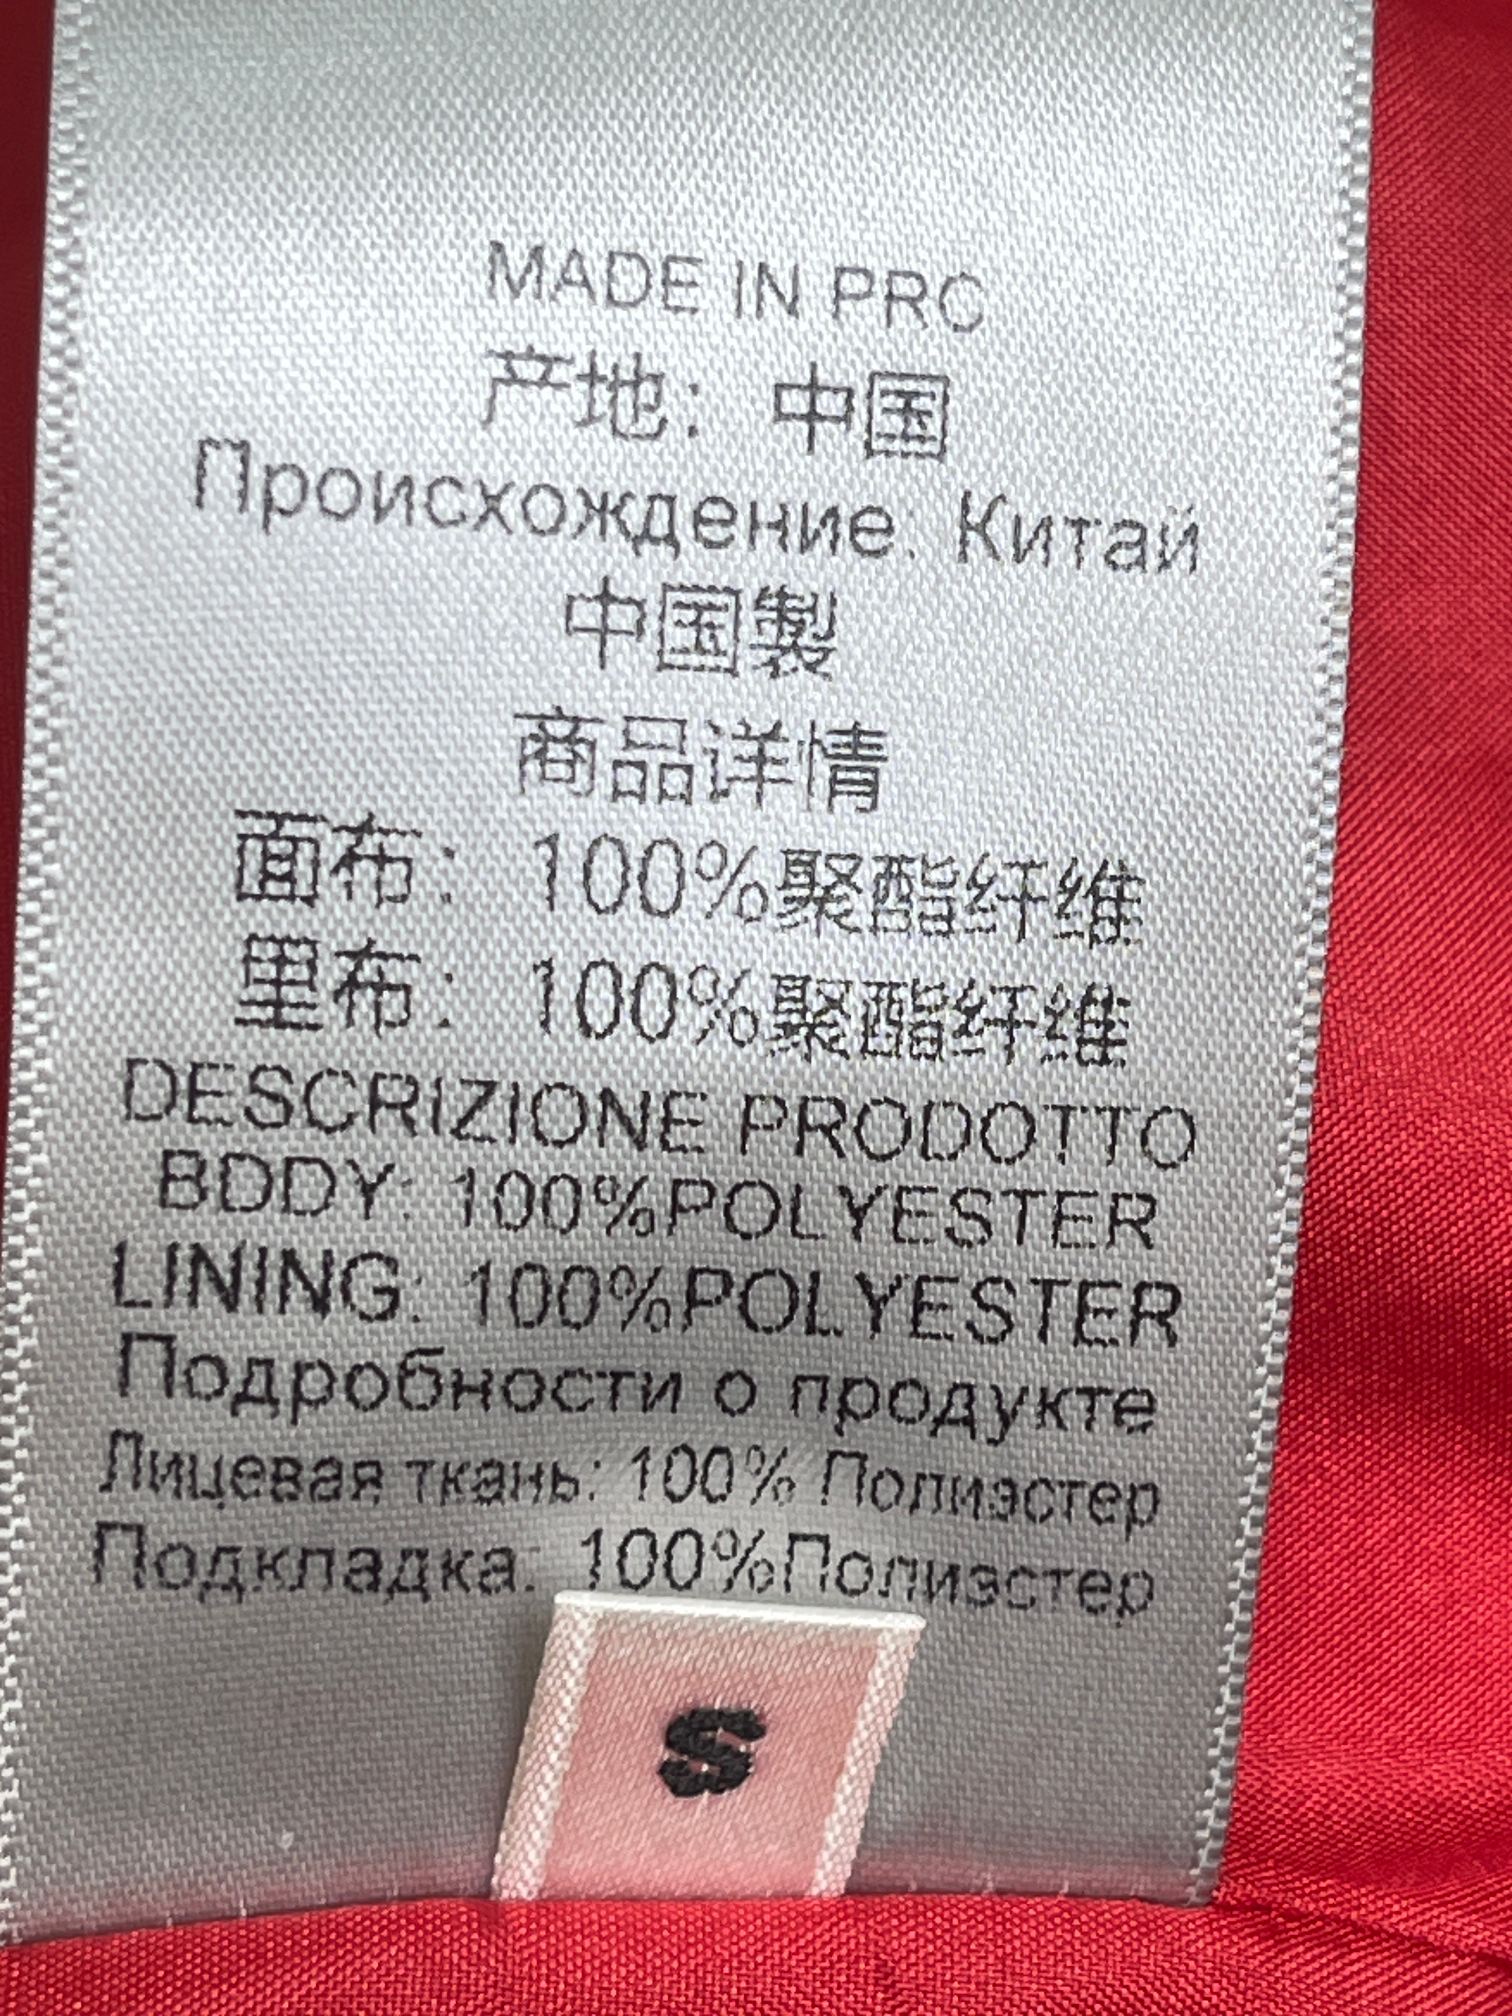 MADE IN PRC
产地：中国
Происхождение: Китай
中国製
商品详情
面布：100%聚酯纤维
里布：100%聚酯纤维
DESCRIZIONE PRODOTTO
BODY: 100%POLYESTER
LINING: 100%POLYESTER
Подробности о продукте
Лицевая ткань: 100% Полиэстер
Подкладка: 100%Полиэстер
S